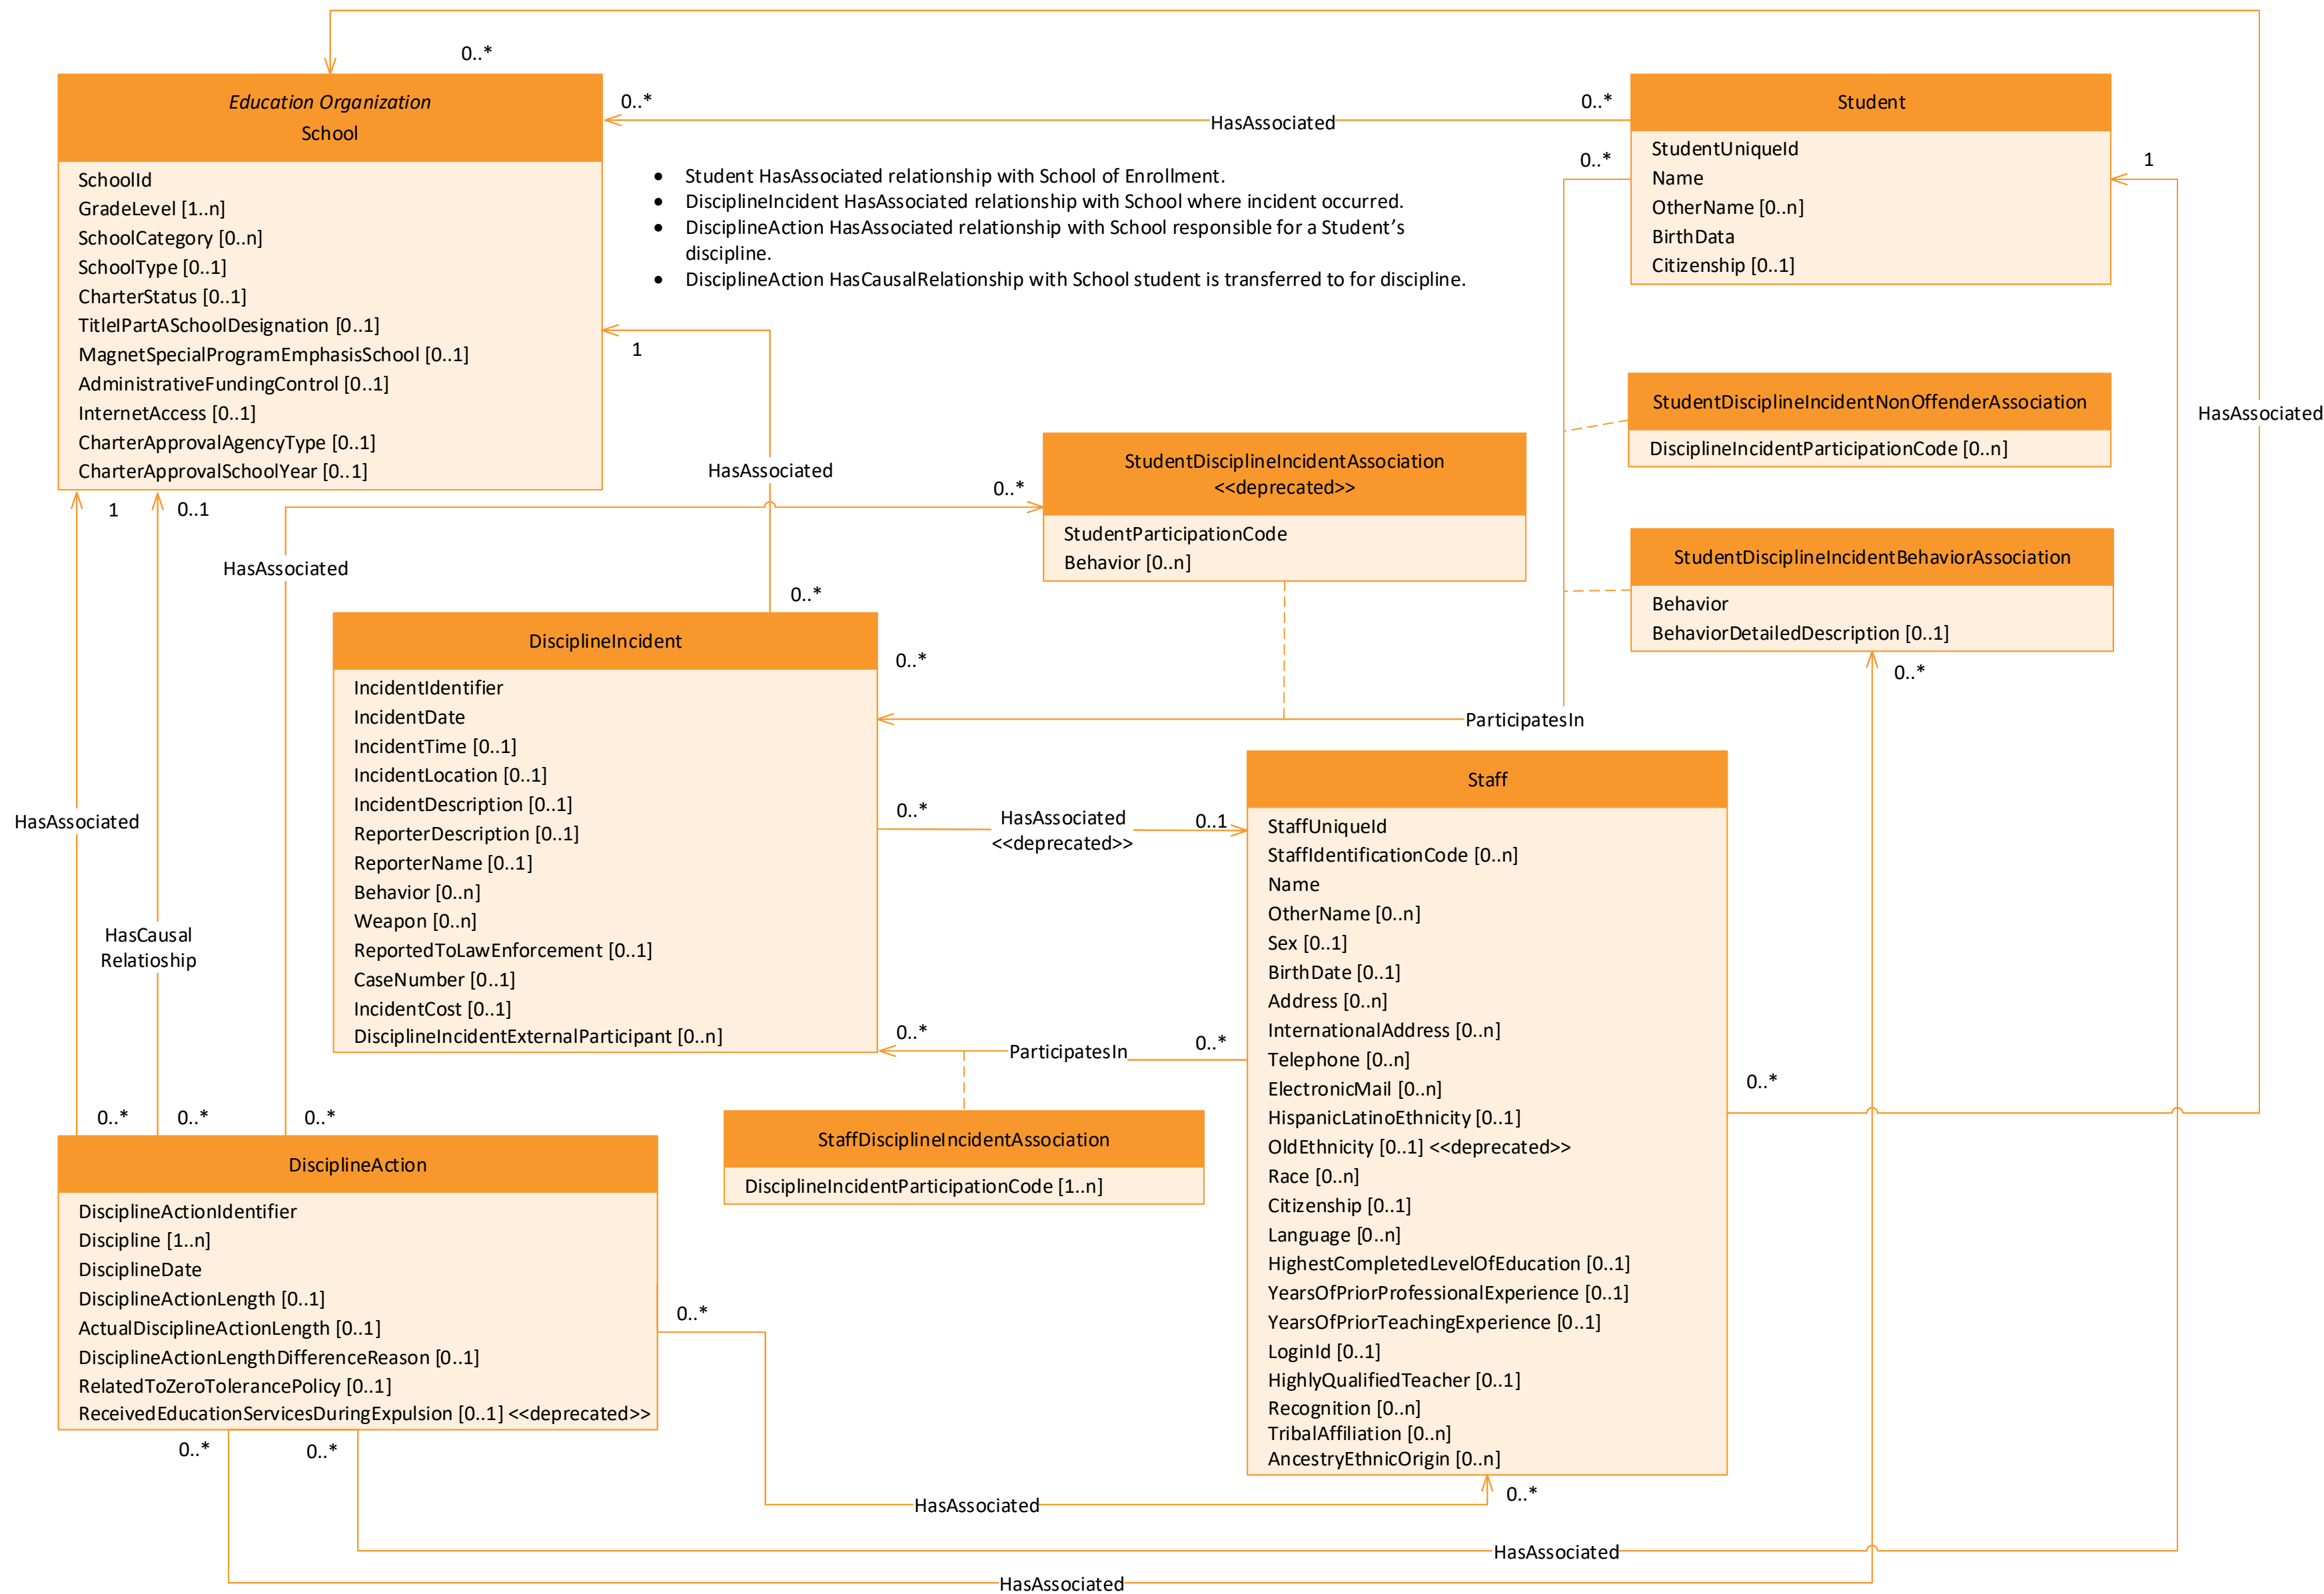 0..*
Education Organization
School
SchoolId
GradeLevel [1..n]
SchoolCategory [0..n]
SchoolType [0..1]
CharterStatus [0..1]
TitleIPartASchoolDesignation [0..1]
MagnetSpecialProgramEmphasisSchool [0..1]
AdministrativeFundingControl [0..1]
InternetAccess [0..1]
CharterApprovalAgencyType [0..1]
CharterApprovalSchoolYear [0..1]
0..*
HasAssociated
0..*
Student
StudentUniqueId
Name
OtherName [0..n]
BirthData
Citizenship [0..1]
0..*
1
• Student HasAssociated relationship with School of Enrollment.
• DisciplineIncident HasAssociated relationship with School where incident occurred.
• DisciplineAction HasAssociated relationship with School responsible for a Student’s
discipline.
• DisciplineAction HasCausalRelationship with School student is transferred to for discipline.
1
HasAssociated
0..*
HasAssociated
StudentDisciplineIncidentNonOffenderAssociation
DisciplineIncidentParticipationCode [0..n]
StudentDisciplineIncidentAssociation
<<deprecated>>
StudentParticipationCode
Behavior [0..n]
0..*
StudentDisciplineIncidentBehaviorAssociation
Behavior
BehaviorDetailedDescription [0..1]
0..*
1
0..1
HasAssociated
DisciplineIncident
IncidentIdentifier
IncidentDate
IncidentTime [0..1]
IncidentLocation [0..1]
IncidentDescription [0..1]
ReporterDescription [0..1]
ReporterName [0..1]
Behavior [0..n]
Weapon [0..n]
ReportedToLawEnforcement [0..1]
CaseNumber [0..1]
IncidentCost [0..1]
DisciplineIncidentExternalParticipant [0..n]
0..*
ParticipatesIn
0..*
HasAssociated
<<deprecated>>
0..1
Staff
StaffUniqueId
StaffIdentificationCode [0..n]
Name
OtherName [0..n]
Sex [0..1]
BirthDate [0..1]
Address [0..n]
InternationalAddress [0..n]
Telephone [0..n]
ElectronicMail [0..n]
HispanicLatinoEthnicity [0..1]
OldEthnicity [0..1] <<deprecated>>
Race [0..n]
Citizenship [0..1]
Language [0..n]
HighestCompletedLevelOfEducation [0..1]
YearsOfPriorProfessionalExperience [0..1]
YearsOfPriorTeachingExperience [0..1]
LoginId [0..1]
HighlyQualifiedTeacher [0..1]
Recognition [0..n]
TribalAffiliation [0..n]
AncestryEthnicOrigin [0..n]
0..*
HasAssociated
HasCausal
Relatioship
0..*
ParticipatesIn
0..*
StaffDisciplineIncidentAssociation
DisciplineIncidentParticipationCode [1..n]
0..*
0..*
0..*
DisciplineAction
DisciplineActionIdentifier
Discipline [1..n]
DisciplineDate
DisciplineActionLength [0..1]
ActualDisciplineActionLength [0..1]
DisciplineActionLengthDifferenceReason [0..1]
RelatedToZeroTolerancePolicy [0..1]
ReceivedEducationServicesDuringExpulsion [0..1] <<deprecated>>
0..*
0..*
0..*
HasAssociated
0..*
HasAssociated
HasAssociated